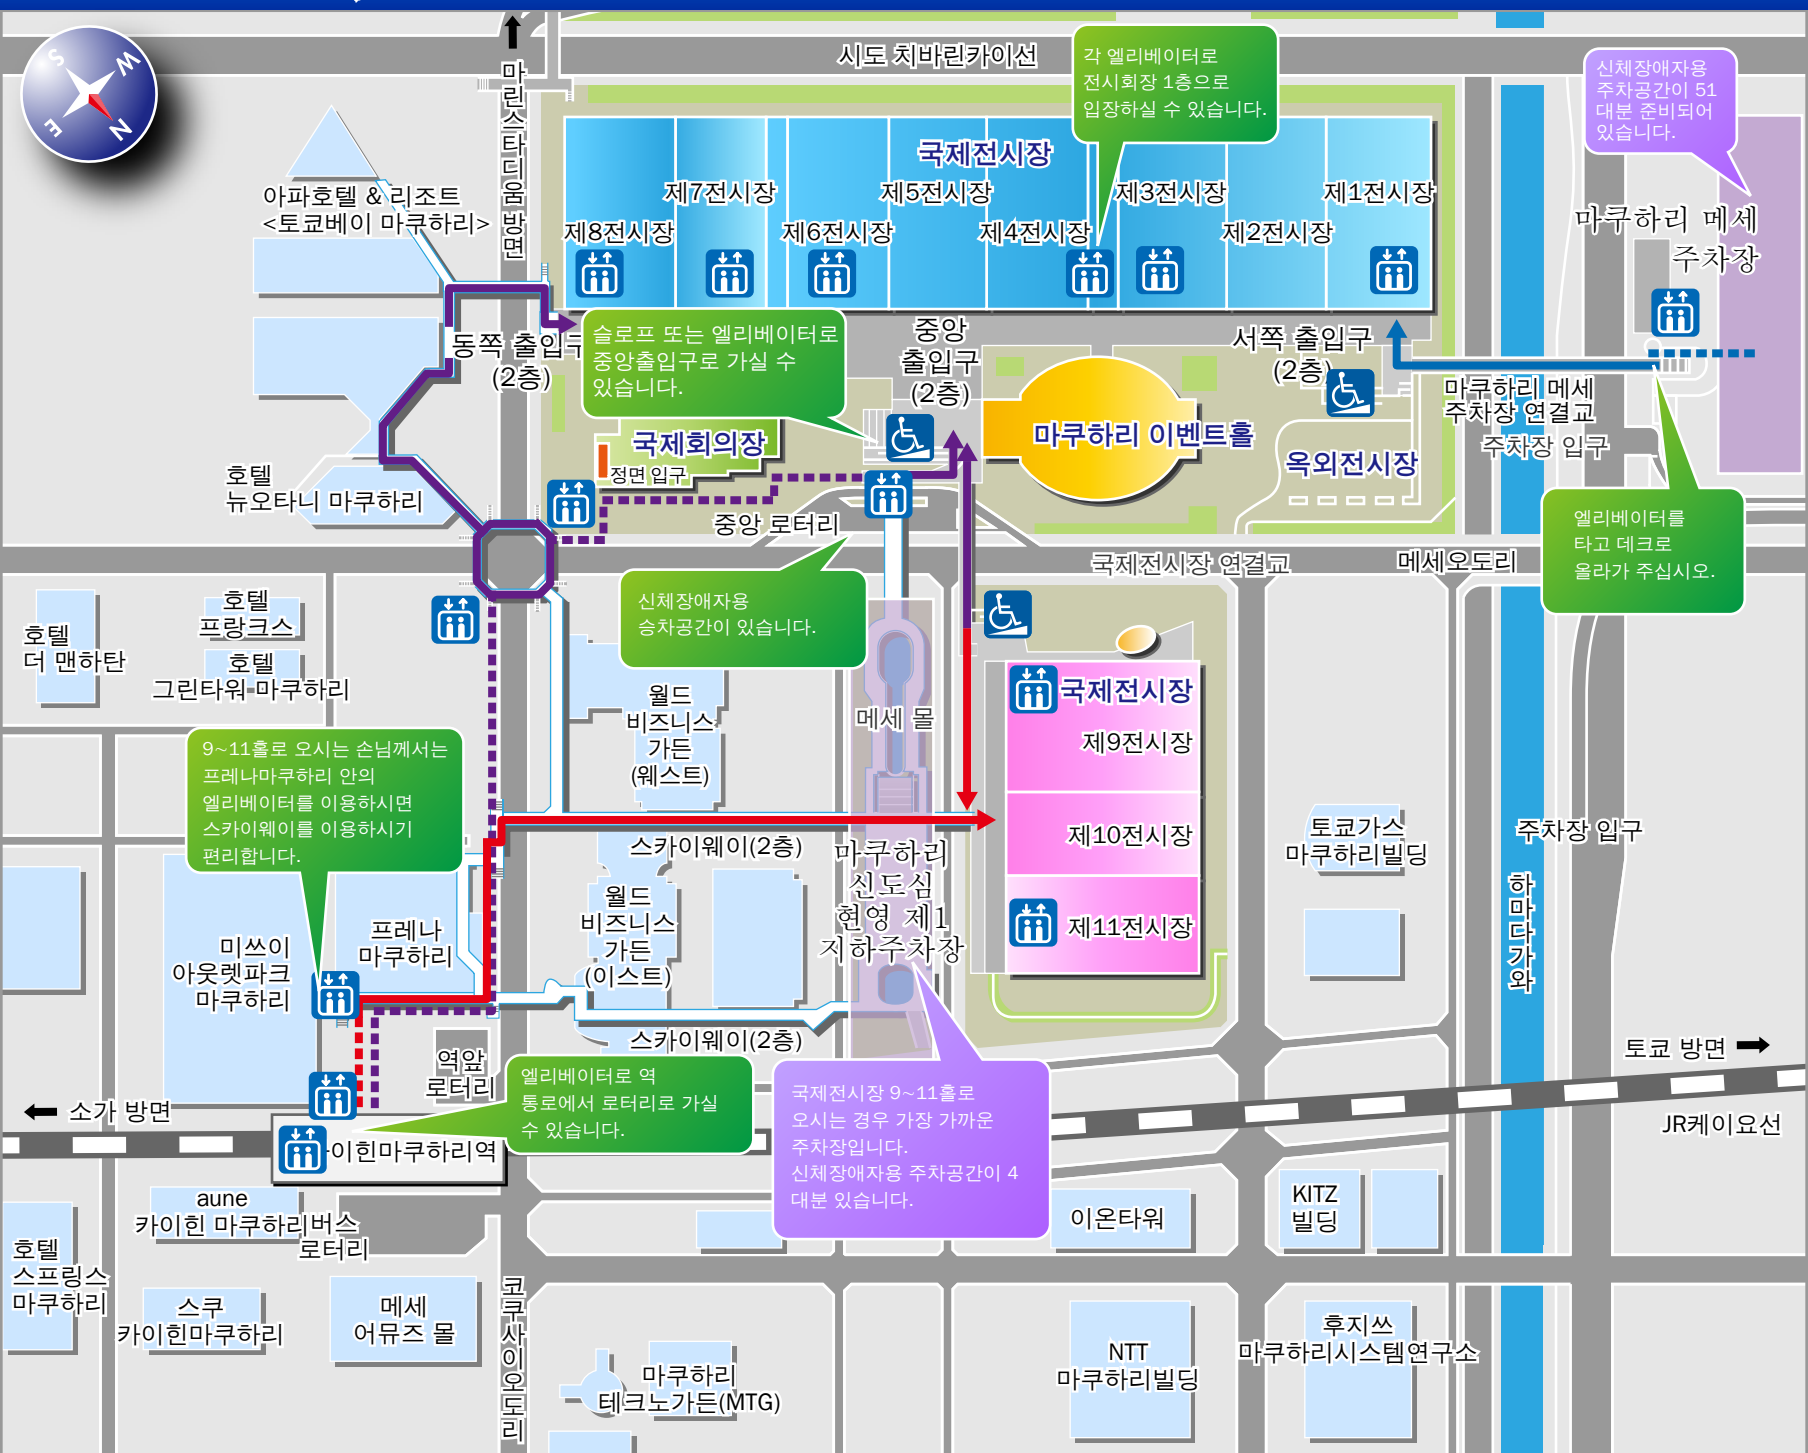 S
W
E
N
마린스타디움 방면
시도 치바린카이선
각 엘리베이터로
전시회장 1층으로
입장하실 수 있습니다.
신체장애자용
주차공간이 51
대분 준비되어
있습니다.
아파호텔 & 리조트
<토쿄베이 마쿠하리>
국제전시장
제8전시장
제7전시장
제6전시장
제5전시장
제4전시장
제3전시장
제2전시장
제1전시장
마쿠하리 메세
주차장
동쪽 출입구
(2층)
슬로프 또는 엘리베이터로
중앙출입구로 가실 수
있습니다.
중앙
출입구
(2층)
서쪽 출입구
(2층)
마쿠하리 메세
주차장 연결교
주차장 입구
국제회의장
정면 입구
마쿠하리 이벤트홀
옥외전시장
호텔
뉴오타니 마쿠하리
중앙 로터리
국제전시장 연결교
메세오도리
엘리베이터를
타고 데크로
올라가 주십시오.
신체장애자용
승차공간이 있습니다.
호텔
더 맨하탄
호텔
프랑크스
호텔
그린타워 마쿠하리
월드
비즈니스
가든
(웨스트)
메세 몰
국제전시장
제9전시장
제10전시장
제11전시장
9~11홀로 오시는 손님께서는
프레나마쿠하리 안의
엘리베이터를 이용하시면
스카이웨이를 이용하시기
편리합니다.
스카이웨이(2층)
마쿠하리
신도심
현영 제1
지하주차장
토쿄가스
마쿠하리빌딩
주차장 입구
하마다가와
미쓰이
아웃렛파크
마쿠하리
프레나
마쿠하리
월드
비즈니스
가든
(이스트)
스카이웨이(2층)
역앞
로터리
엘리베이터로 역
통로에서 로터리로 가실
수 있습니다.
국제전시장 9~11홀로
오시는 경우 가장 가까운
주차장입니다.
신체장애자용 주차공간이 4
대분 있습니다.
토쿄 방면
소가 방면
JR케이요선
이힌마쿠하리역
aune
카이힌 마쿠하리
버스
로터리
호텔
스프링스
마쿠하리
스쿠
카이힌마쿠하리
메세
어뮤즈 몰
코쿠사이오도리
마쿠하리
테크노가든(MTG)
이온타워
KITZ
빌딩
NTT
마쿠하리빌딩
후지쓰
마쿠하리시스템연구소